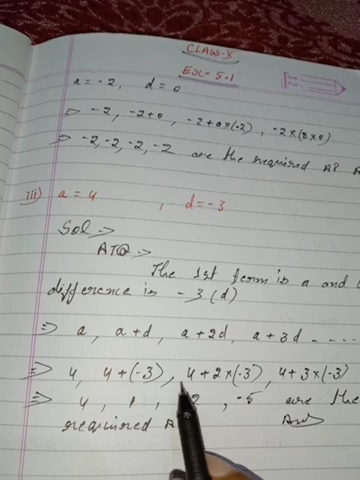 CLASS-X
EX:- 5.1
a = -2, d = 0
⇒ -2, -2+0, -2+0×(-2), -2×(3×0)
⇒ -2, -2, -2, -2 are the required AP
iii) a = 4 , d = -3
Sol →
ATQ →
The 1st term is a and
difference is -3 (d)
⇒ a, a+d, a+2d, a+3d - - - -
⇒ 4, 4+(-3), 4+2×(-3), 4+3×(-3)
⇒ 4, 1, 2, -5 are the
required A Ans